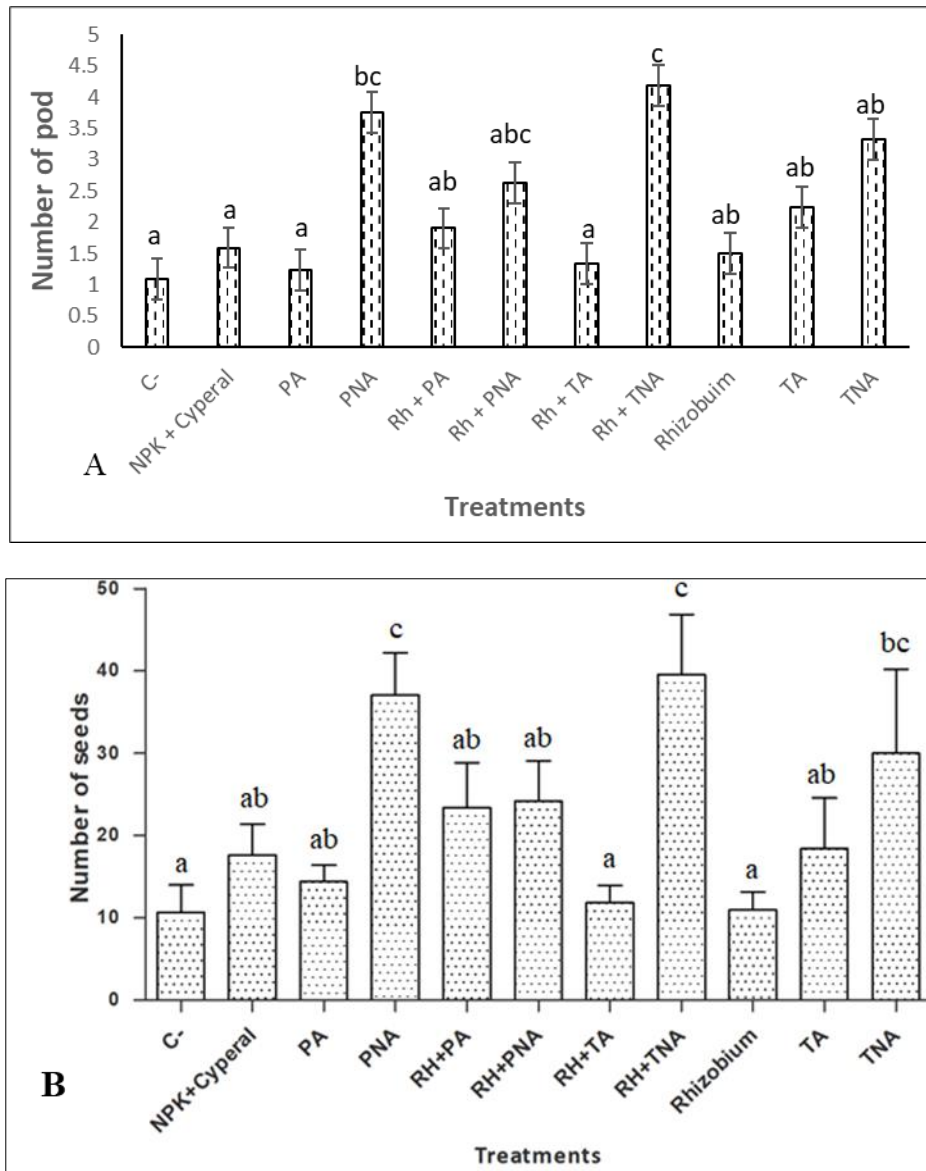 5
4.5
4
3.5
3
2.5
2
1.5
1
0.5
0
Number of pod
a
a
a
bc
ab
abc
a
c
ab
ab
ab
C-
NPK + Cyperal
PA
PNA
Rh + PA
Rh + PNA
Rh + TA
Rh + TNA
Rhizobuim
TA
TNA
A
Treatments
50
40
30
20
10
0
Number of seeds
a
ab
ab
c
ab
ab
a
c
a
ab
bc
C-
NPK+Cyperal
PA
PNA
RH+PA
RH+PNA
RH+TA
RH+TNA
Rhizobium
TA
TNA
B
Treatments